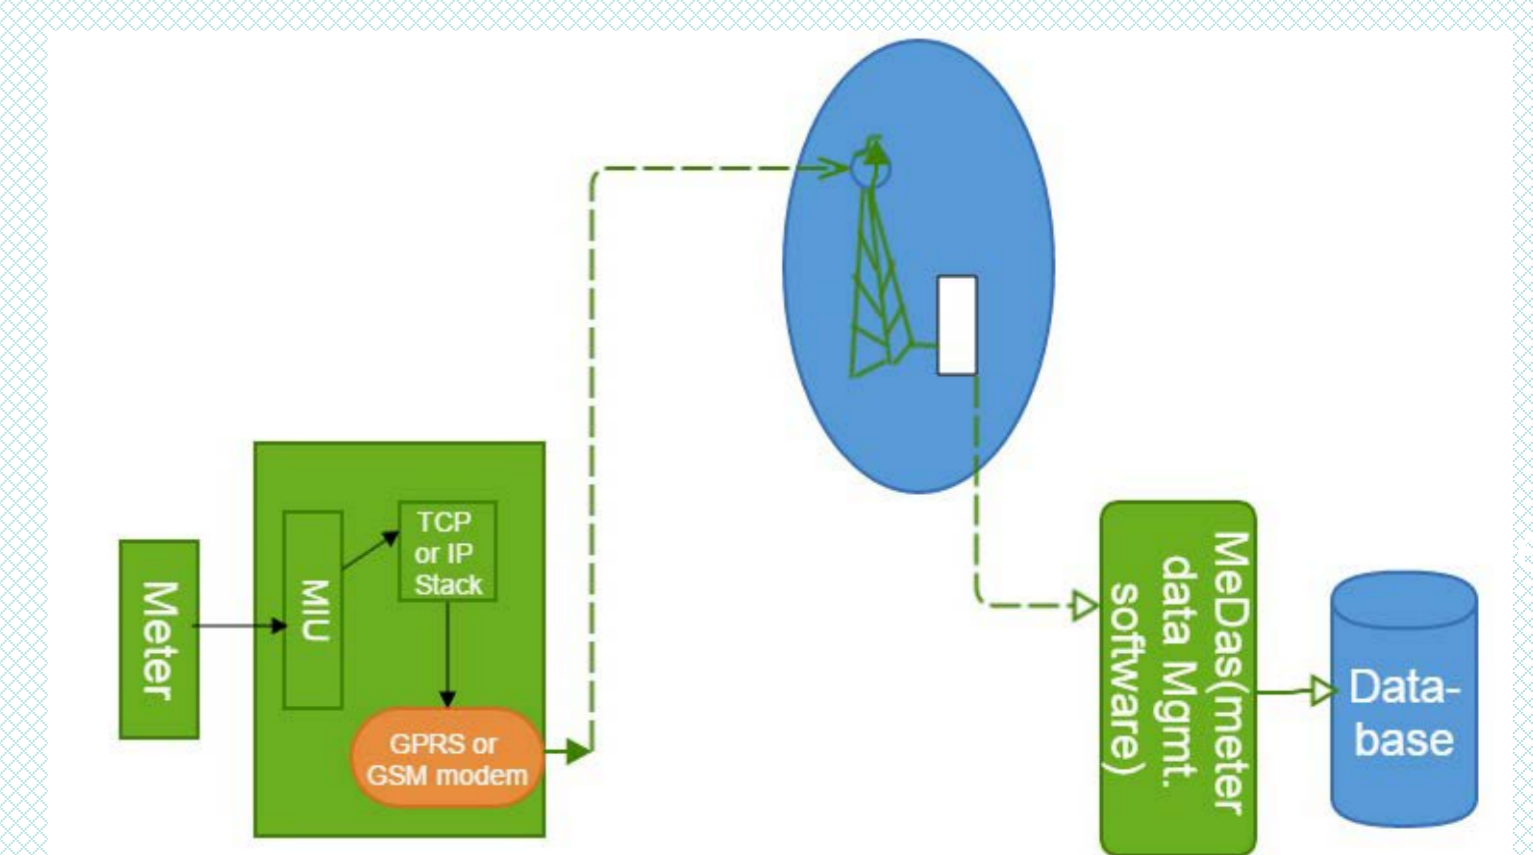 Meter
MIU
TCP
or IP
Stack
GPRS or
GSM modem
MeDas(meter
data Mgmt.
software)
Data-
base